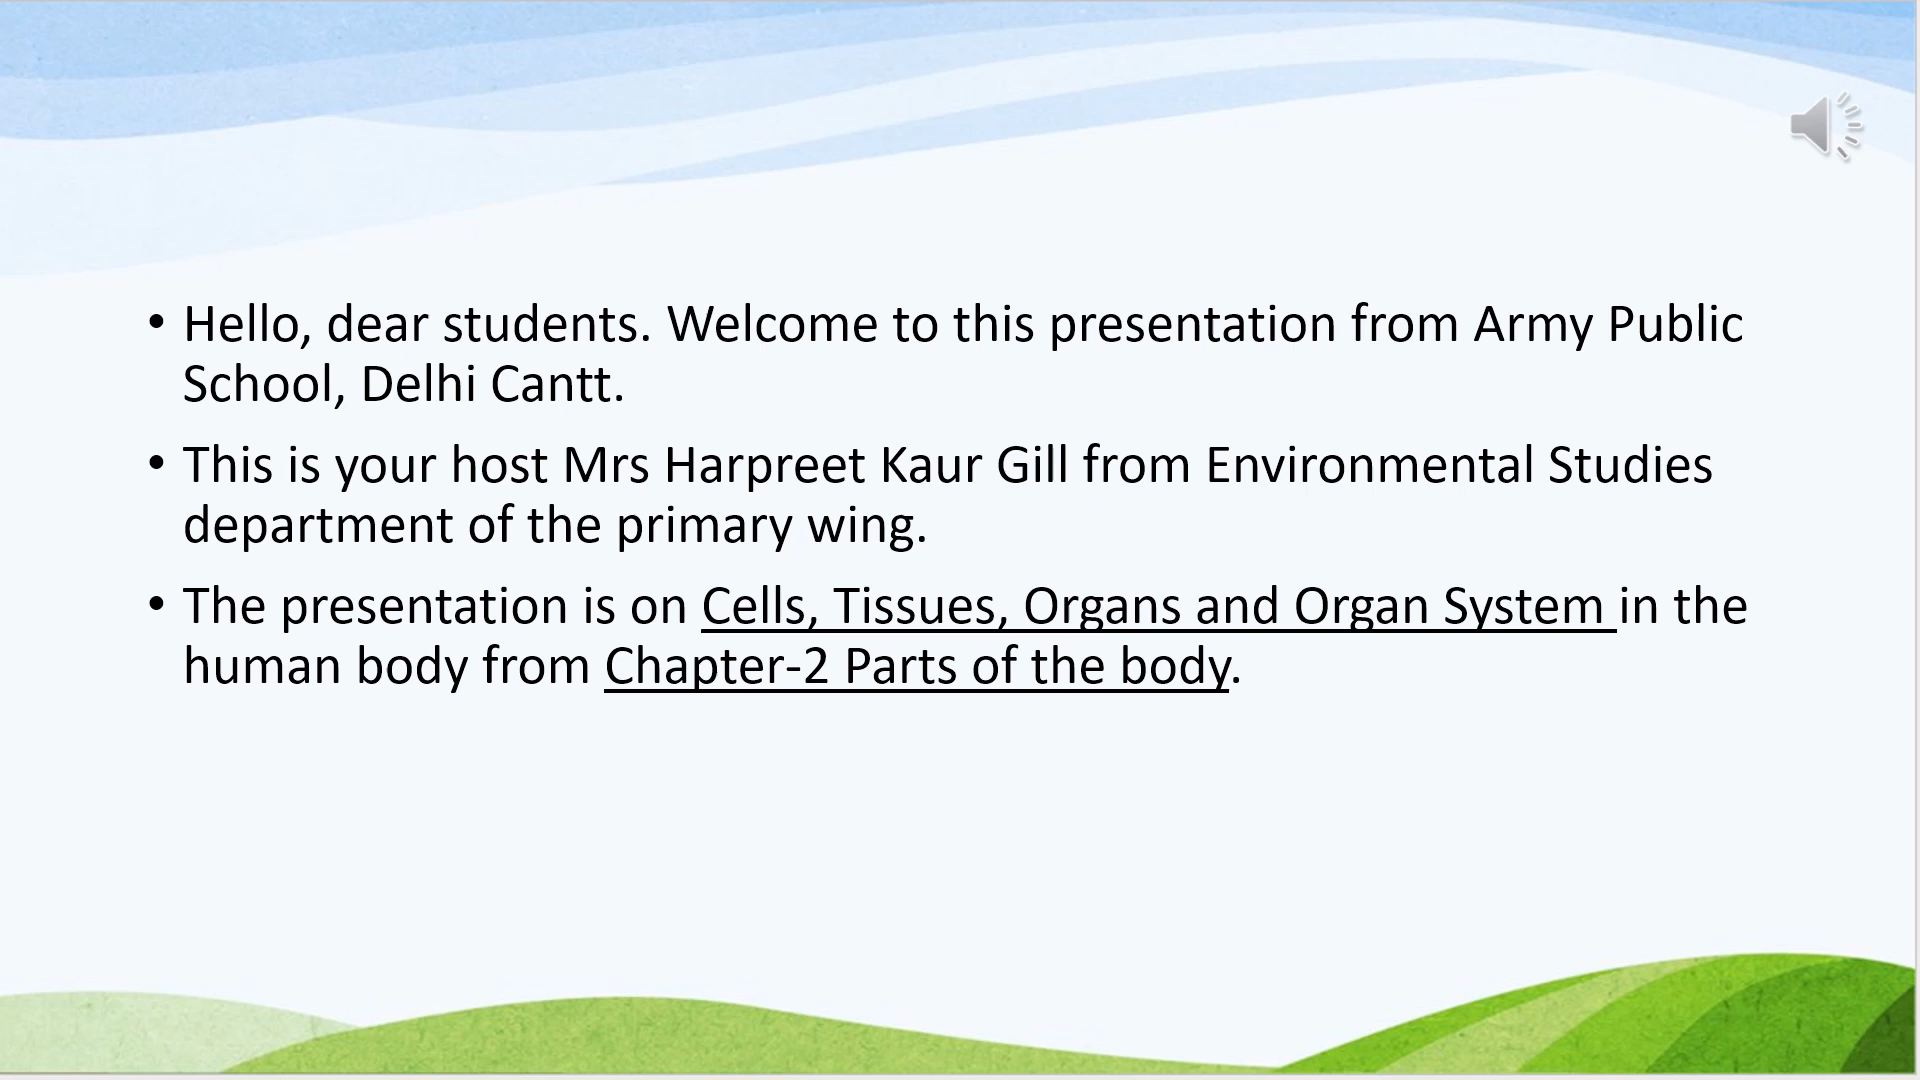 • Hello, dear students. Welcome to this presentation from Army Public
School, Delhi Cantt.
• This is your host Mrs Harpreet Kaur Gill from Environmental Studies
department of the primary wing.
• The presentation is on Cells, Tissues, Organs and Organ System in the
human body from Chapter-2 Parts of the body.